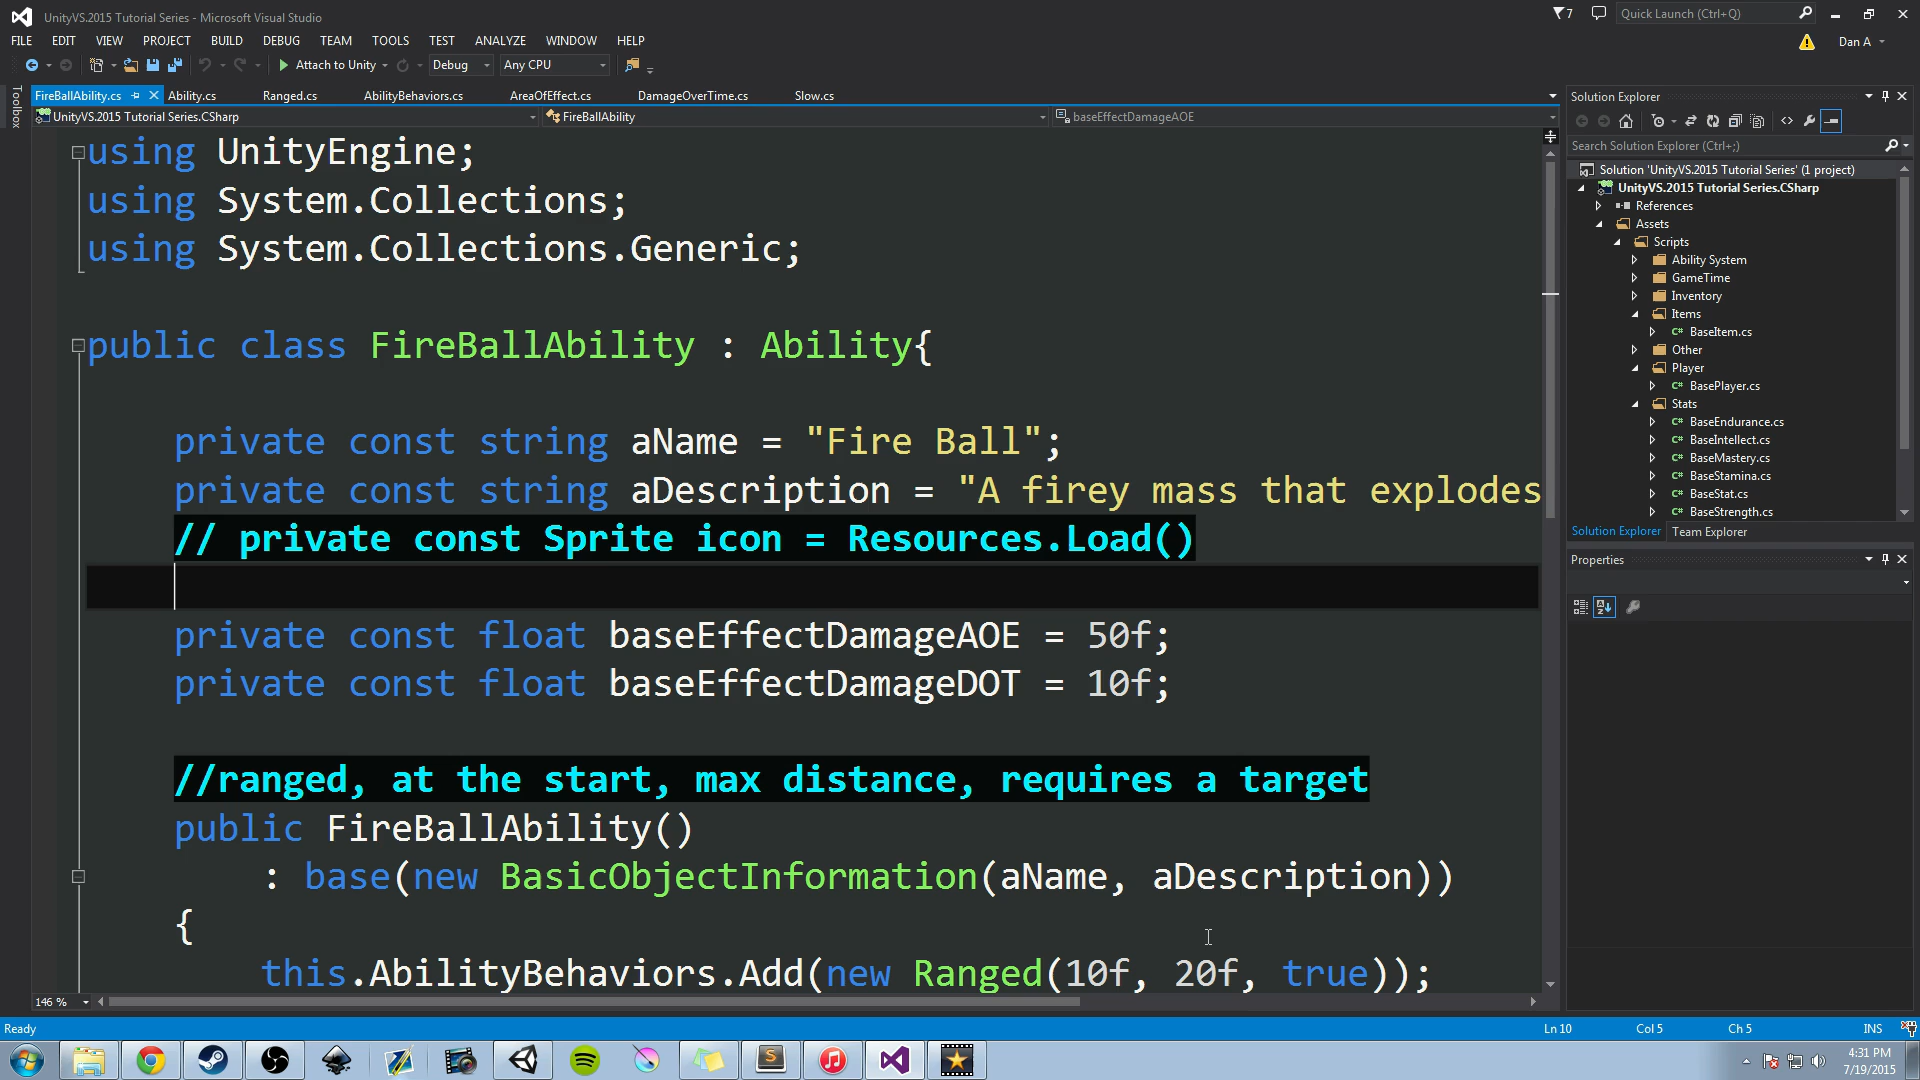 UnityVS.2015 Tutorial Series - Microsoft Visual Studio
7
Quick Launch (Ctrl+Q)
FILE EDIT VIEW PROJECT BUILD DEBUG TEAM TOOLS TEST ANALYZE WINDOW HELP
Dan A
Attach to Unity Debug Any CPU
Toolbox
FireBallAbility.cs Ability.cs Ranged.cs AbilityBehaviors.cs AreaOfEffect.cs DamageOverTime.cs Slow.cs
UnityVS.2015 Tutorial Series.CSharp FireBallAbility baseEffectDamageAOE
using UnityEngine;
using System.Collections;
using System.Collections.Generic;
public class FireBallAbility : Ability{
private const string aName = "Fire Ball";
private const string aDescription = "A firey mass that explodes
// private const Sprite icon = Resources.Load()
private const float baseEffectDamageAOE = 50f;
private const float baseEffectDamageDOT = 10f;
//ranged, at the start, max distance, requires a target
public FireBallAbility()
: base(new BasicObjectInformation(aName, aDescription))
{
this.AbilityBehaviors.Add(new Ranged(10f, 20f, true));
146 %
Solution Explorer
Search Solution Explorer (Ctrl+;)
Solution 'UnityVS.2015 Tutorial Series' (1 project)
UnityVS.2015 Tutorial Series.CSharp
References
Assets
Scripts
Ability System
GameTime
Inventory
Items
C# BaseItem.cs
Other
Player
C# BasePlayer.cs
Stats
C# BaseEndurance.cs
C# BaseIntellect.cs
C# BaseMastery.cs
C# BaseStamina.cs
C# BaseStat.cs
C# BaseStrength.cs
Solution Explorer Team Explorer
Properties
Ready
Ln 10 Col 5 Ch 5 INS
4:31 PM
7/19/2015